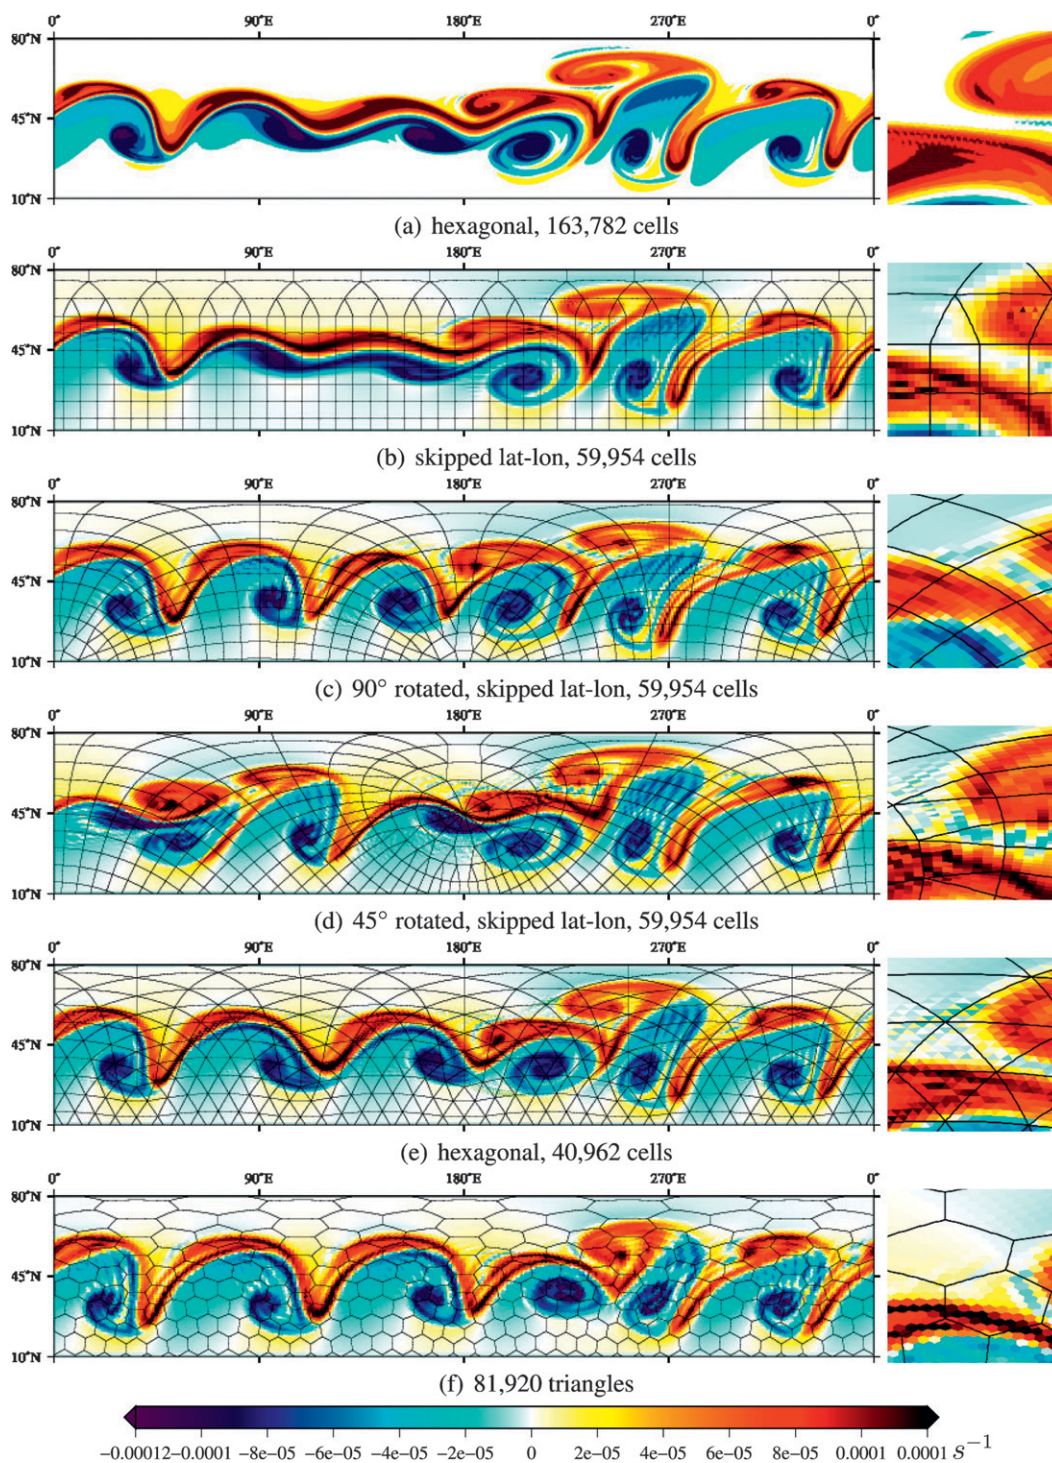 0° 90°E 180°E 270°E 0°
80°N
45°N
10°N
(a) hexagonal, 163,782 cells
0° 90°E 180°E 270°E 0°
80°N
45°N
10°N
(b) skipped lat-lon, 59,954 cells
0° 90°E 180°E 270°E 0°
80°N
45°N
10°N
(c) 90° rotated, skipped lat-lon, 59,954 cells
0° 90°E 180°E 270°E 0°
80°N
45°N
10°N
(d) 45° rotated, skipped lat-lon, 59,954 cells
0° 90°E 180°E 270°E 0°
80°N
45°N
10°N
(e) hexagonal, 40,962 cells
0° 90°E 180°E 270°E 0°
80°N
45°N
10°N
(f) 81,920 triangles
−0.00012 −0.0001 −8e−05 −6e−05 −4e−05 −2e−05 0 2e−05 4e−05 6e−05 8e−05 0.0001 0.0001 s⁻¹